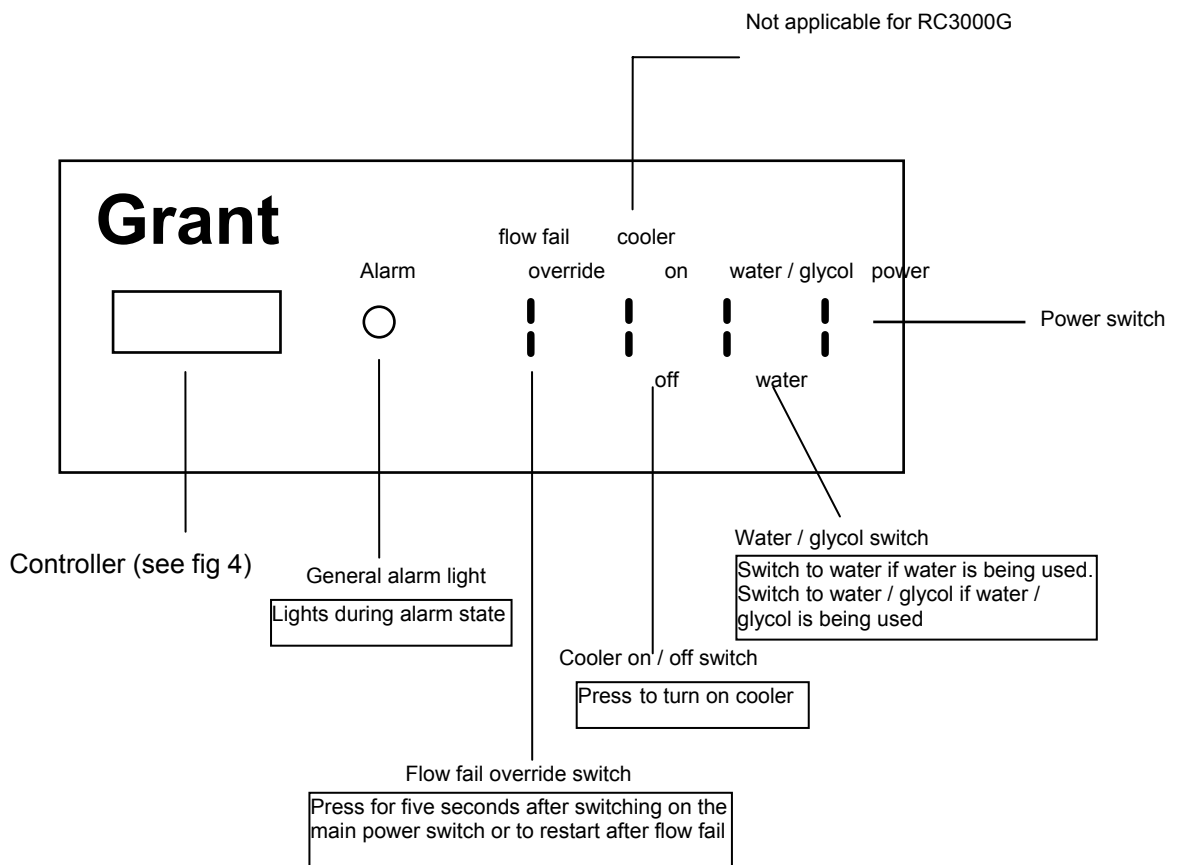 Not applicable for RC3000G
Grant
flow fail cooler
Alarm override on water / glycol power
Power switch
off water
Controller (see fig 4)
General alarm light
Lights during alarm state
Water / glycol switch
Switch to water if water is being used.
Switch to water / glycol if water /
glycol is being used
Cooler on / off switch
Press to turn on cooler
Flow fail override switch
Press for five seconds after switching on the
main power switch or to restart after flow fail